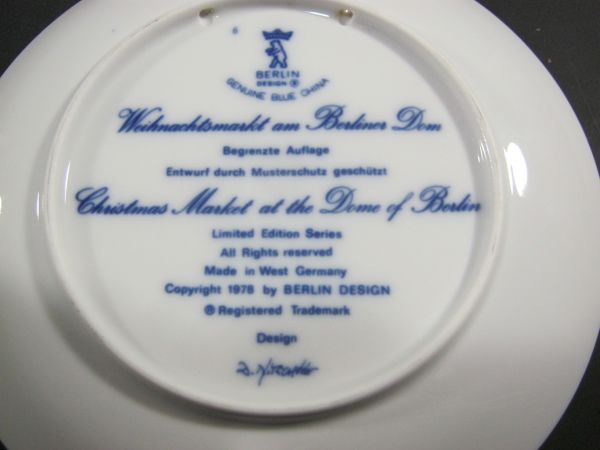 6
BERLIN
DESIGN ®
GENUINE BLUE CHINA
Weihnachtsmarkt am Berliner Dom
Begrenzte Auflage
Entwurf durch Musterschutz geschützt
Christmas Market at the Dome of Berlin
Limited Edition Series
All Rights reserved
Made in West Germany
Copyright 1978 by BERLIN DESIGN
® Registered Trademark
Design